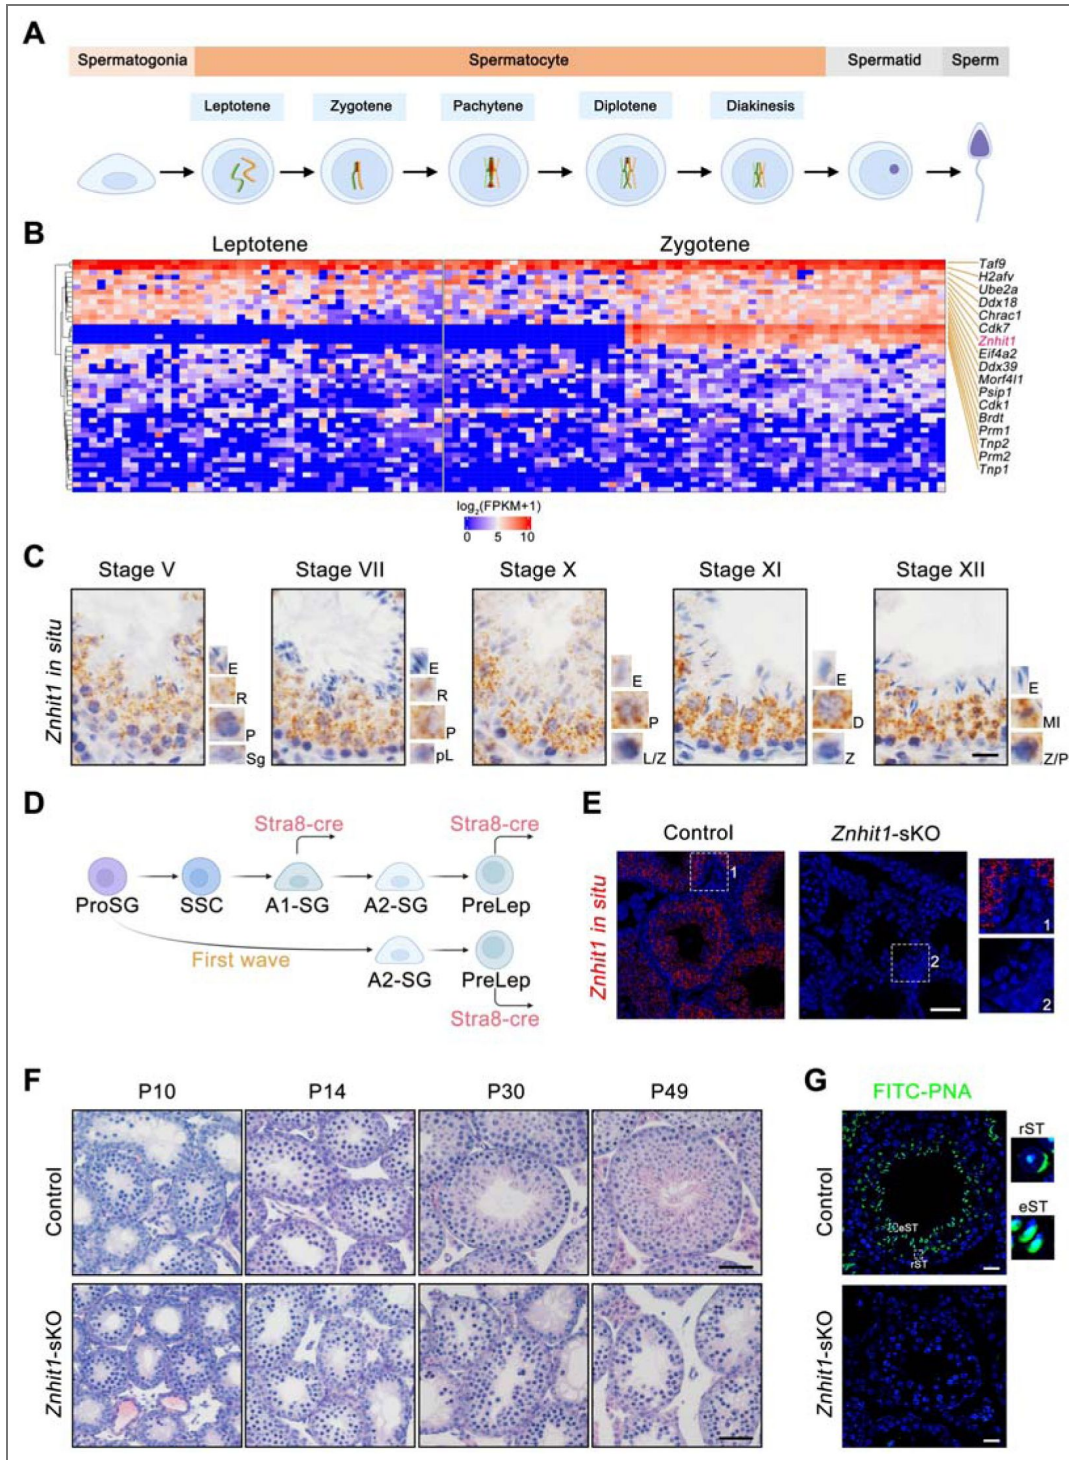 A
Spermatogonia Spermatocyte Spermatid Sperm
Leptotene Zygotene Pachytene Diplotene Diakinesis
B
Leptotene Zygotene
Taf9
H2afv
Ube2a
Ddx18
Chrac1
Cdk7
Znhit1
Eif4a2
Ddx39
Morf4l1
Psip1
Cdk1
Brdt
Prm1
Tnp2
Prm2
Tnp1
log2(FPKM+1)
0 5 10
C
Stage V Stage VII Stage X Stage XI Stage XII
Znhit1 in situ
E
R
P
Sg
E
R
P
pL
E
P
L/Z
E
D
Z
E
MI
Z/P
D
Stra8-cre Stra8-cre
ProSG SSC A1-SG A2-SG PreLep
First wave
A2-SG PreLep
Stra8-cre
E
Control Znhit1-sKO
Znhit1 in situ
1
2
1
2
F
P10 P14 P30 P49
Control
Znhit1-sKO
G
FITC-PNA
Control
rST
eST
eST
rST
Znhit1-sKO